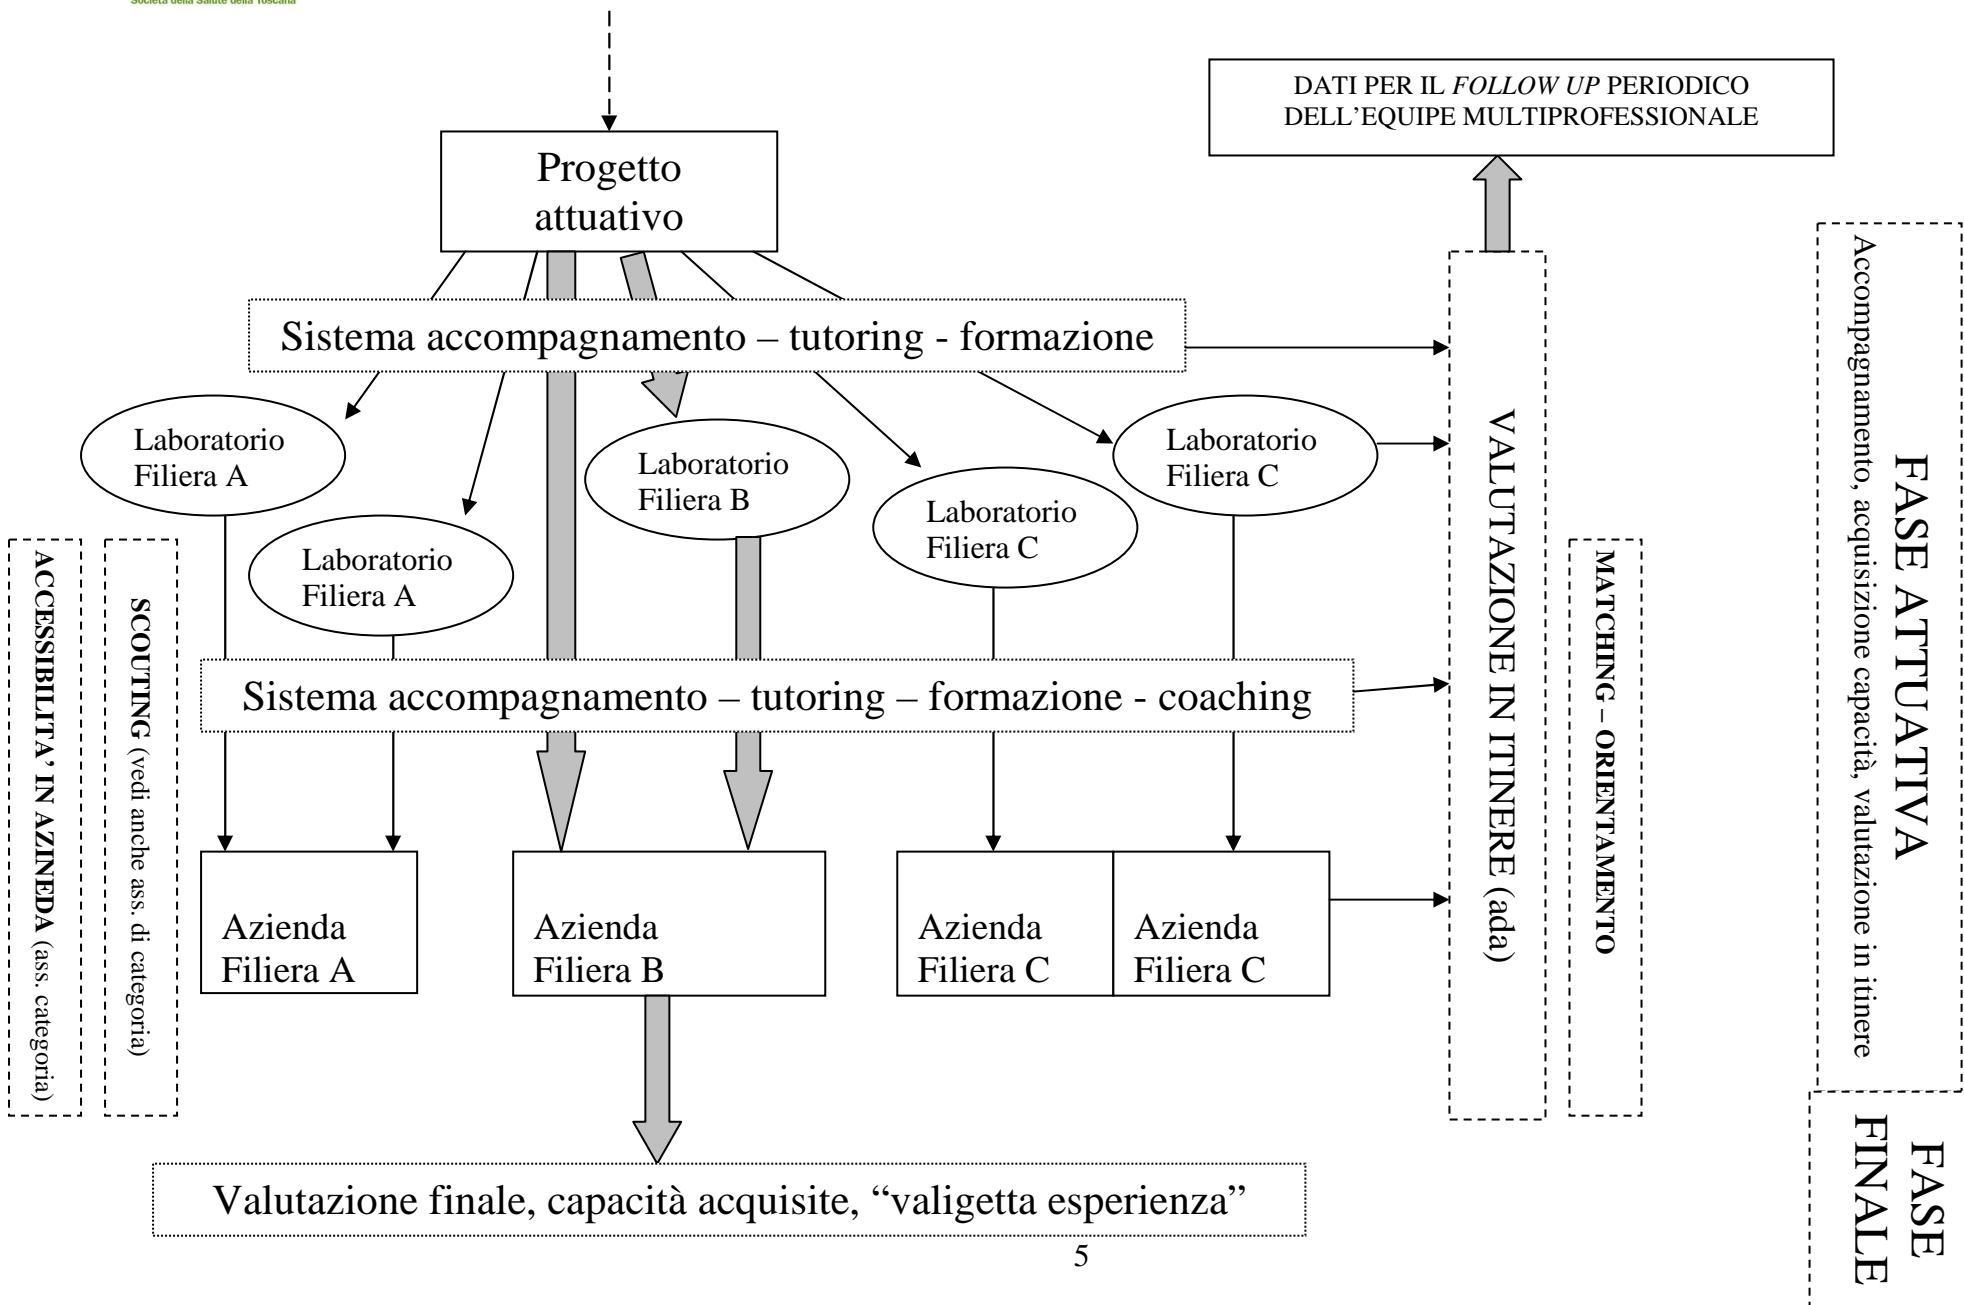 Società della Salute della Toscana
DATI PER IL FOLLOW UP PERIODICO
DELL’EQUIPE MULTIPROFESSIONALE
Progetto
attuativo
Sistema accompagnamento – tutoring - formazione
Laboratorio
Filiera A
Laboratorio
Filiera A
Laboratorio
Filiera B
Laboratorio
Filiera C
Laboratorio
Filiera C
Sistema accompagnamento – tutoring – formazione - coaching
ACCESSIBILITA’ IN AZINEDA (ass. categoria)
SCOUTING (vedi anche ass. di categoria)
Azienda
Filiera A
Azienda
Filiera B
Azienda
Filiera C
Azienda
Filiera C
VALUTAZIONE IN ITINERE (ada)
MATCHING – ORIENTAMENTO
FASE ATTUATIVA
Accompagnamento, acquisizione capacità, valutazione in itinere
FASE
FINALE
Valutazione finale, capacità acquisite, “valigetta esperienza”
5